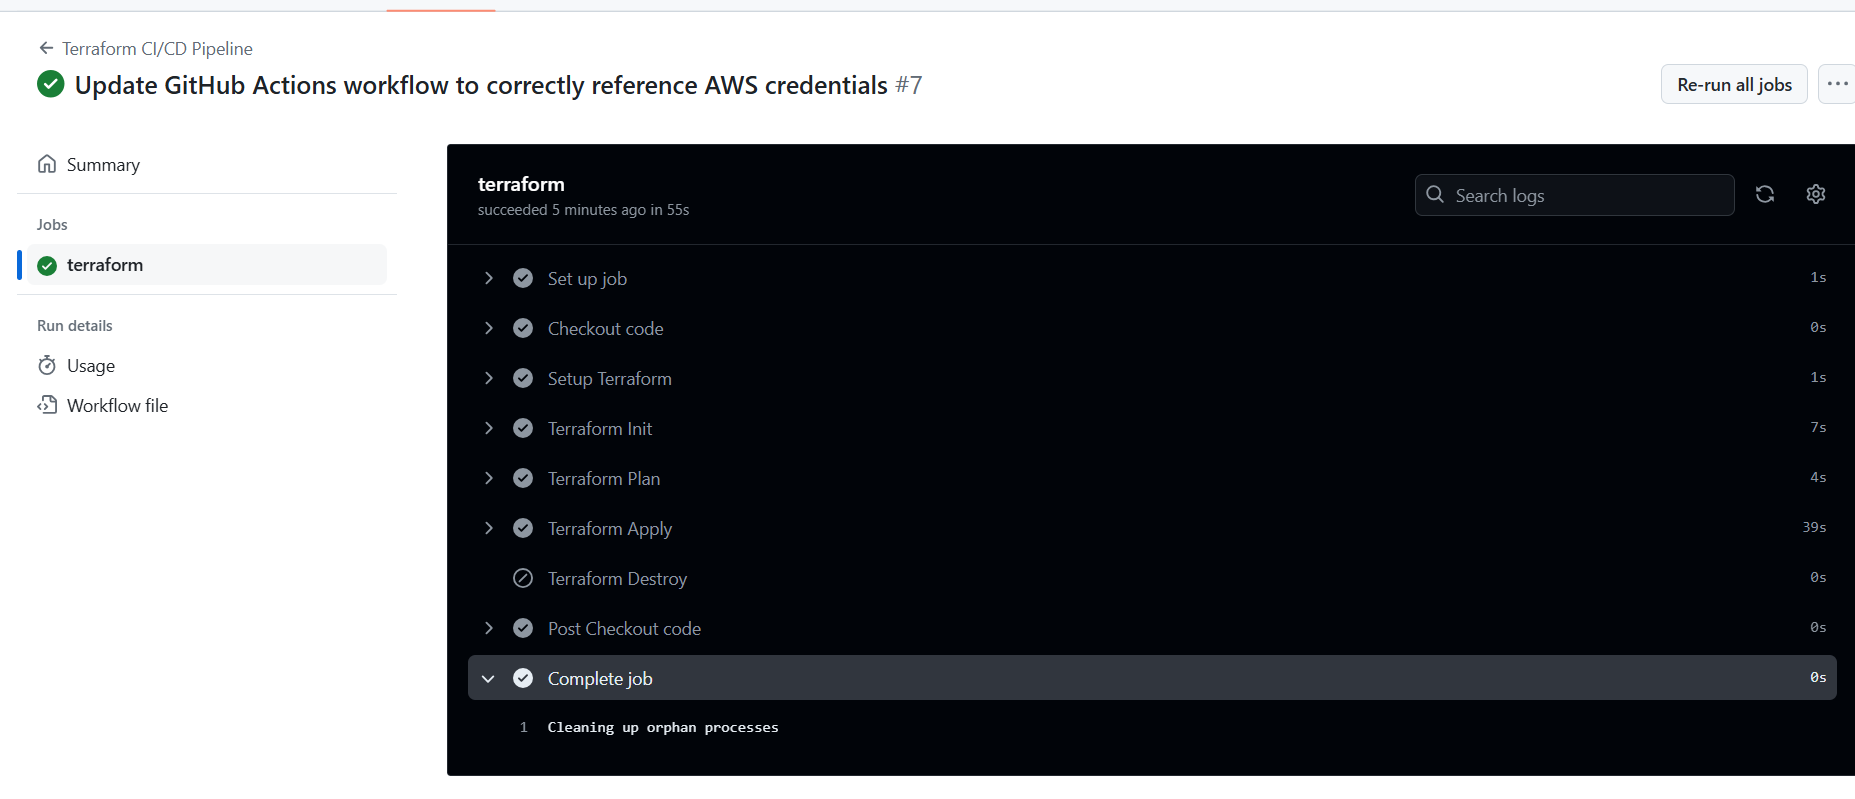 Terraform CI/CD Pipeline
Update GitHub Actions workflow to correctly reference AWS credentials #7
Re-run all jobs
Summary
Jobs
terraform
Run details
Usage
Workflow file
terraform
succeeded 5 minutes ago in 55s
Search logs
Set up job 1s
Checkout code 0s
Setup Terraform 1s
Terraform Init 7s
Terraform Plan 4s
Terraform Apply 39s
Terraform Destroy 0s
Post Checkout code 0s
Complete job 0s
1 Cleaning up orphan processes